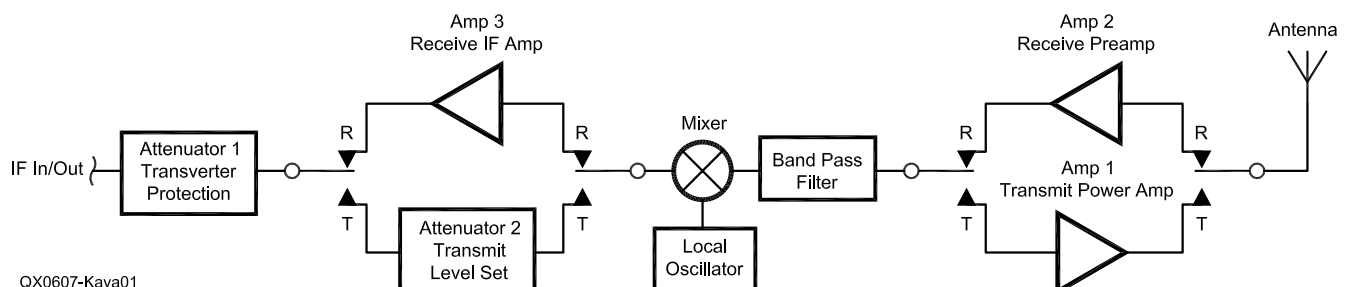 Amp 3
Receive IF Amp
Amp 2
Receive Preamp
Antenna
R
R
Mixer
R
R
IF In/Out
Attenuator 1
Transverter
Protection
Band Pass
Filter
Amp 1
Transmit Power Amp
T
T
T
T
Attenuator 2
Transmit
Level Set
Local
Oscillator
QX0607-Kaya01